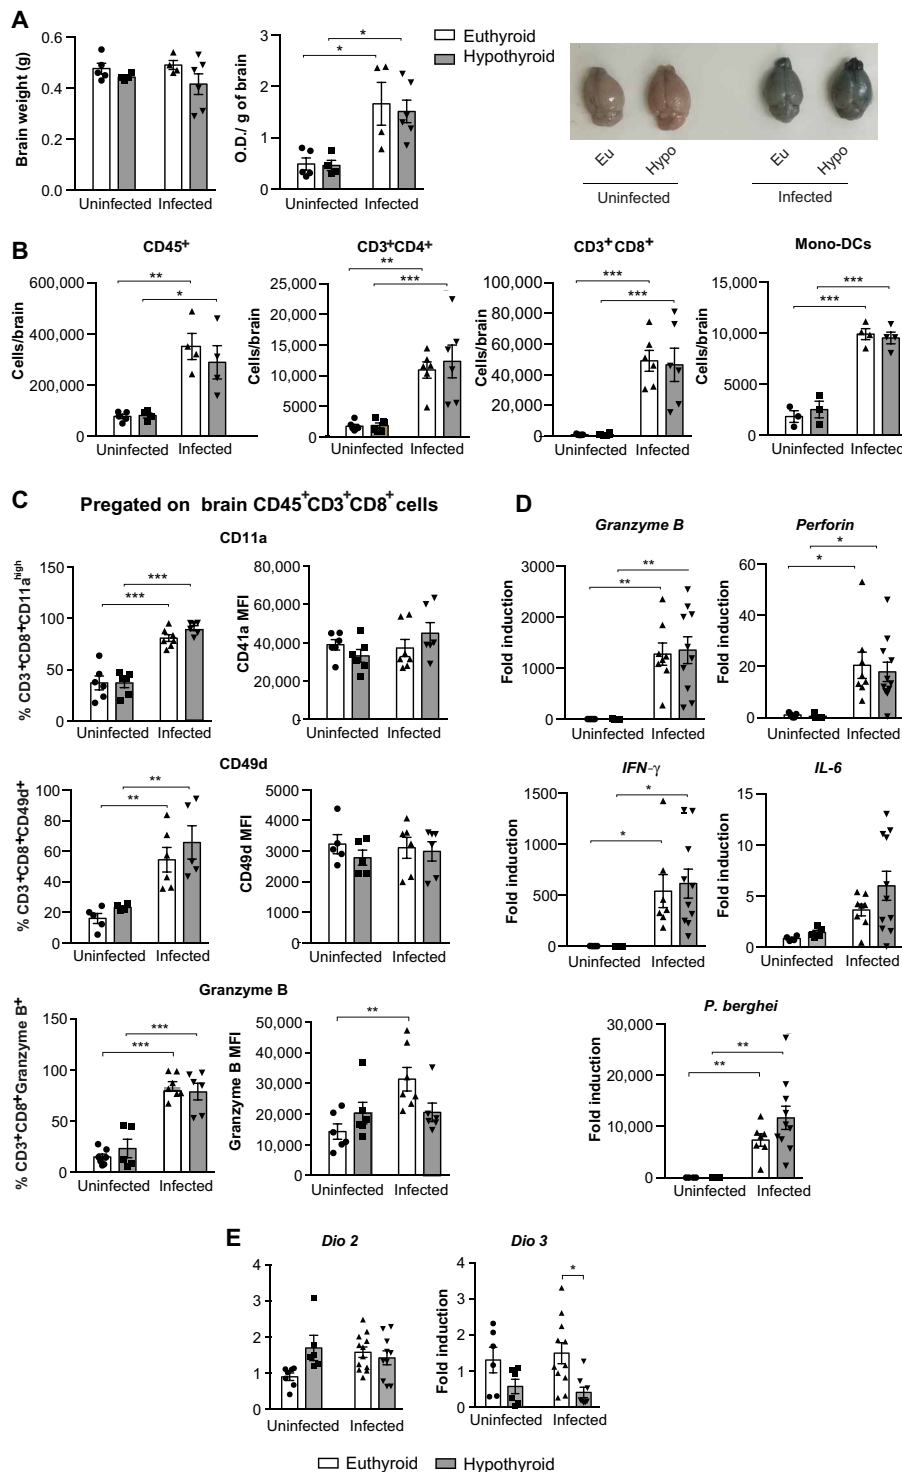 A
Brain weight (g)
0.6
0.4
0.2
0.0
Uninfected Infected
O.D./ g of brain
3
2
1
0
* *
Uninfected Infected
Euthyroid
Hypothyroid
Eu Hypo Eu Hypo
Uninfected Infected
B
CD45+
Cells/brain
600,000
400,000
200,000
0
** *
Uninfected Infected
CD3+CD4+
Cells/brain
25,000
20,000
15,000
10,000
5000
0
** ***
Uninfected Infected
CD3+CD8+
Cells/brain
100,000
80,000
60,000
40,000
20,000
0
*** ***
Uninfected Infected
Mono-DCs
Cells/brain
15,000
10,000
5000
0
*** ***
Uninfected Infected
C
Pregated on brain CD45+CD3+CD8+ cells
CD11a
% CD3+CD8+CD11a high
150
100
50
0
*** ***
Uninfected Infected
CD41a MFI
80,000
60,000
40,000
20,000
0
Uninfected Infected
CD49d
% CD3+CD8+CD49d+
100
80
60
40
20
0
** **
Uninfected Infected
CD49d MFI
5000
4000
3000
2000
1000
0
Uninfected Infected
Granzyme B
% CD3+CD8+Granzyme B+
150
100
50
0
*** ***
Uninfected Infected
Granzyme B MFI
50,000
40,000
30,000
20,000
10,000
0
**
Uninfected Infected
D
Granzyme B
Fold induction
3000
2000
1000
0
** **
Uninfected Infected
Perforin
Fold induction
60
40
20
0
* *
Uninfected Infected
IFN-γ
Fold induction
1500
1000
500
0
* *
Uninfected Infected
IL-6
Fold induction
15
10
5
0
Uninfected Infected
P. berghei
Fold induction
30,000
20,000
10,000
0
** **
Uninfected Infected
E
Dio 2
4
3
2
1
0
Uninfected Infected
Dio 3
Fold induction
4
3
2
1
0
*
Uninfected Infected
Euthyroid Hypothyroid